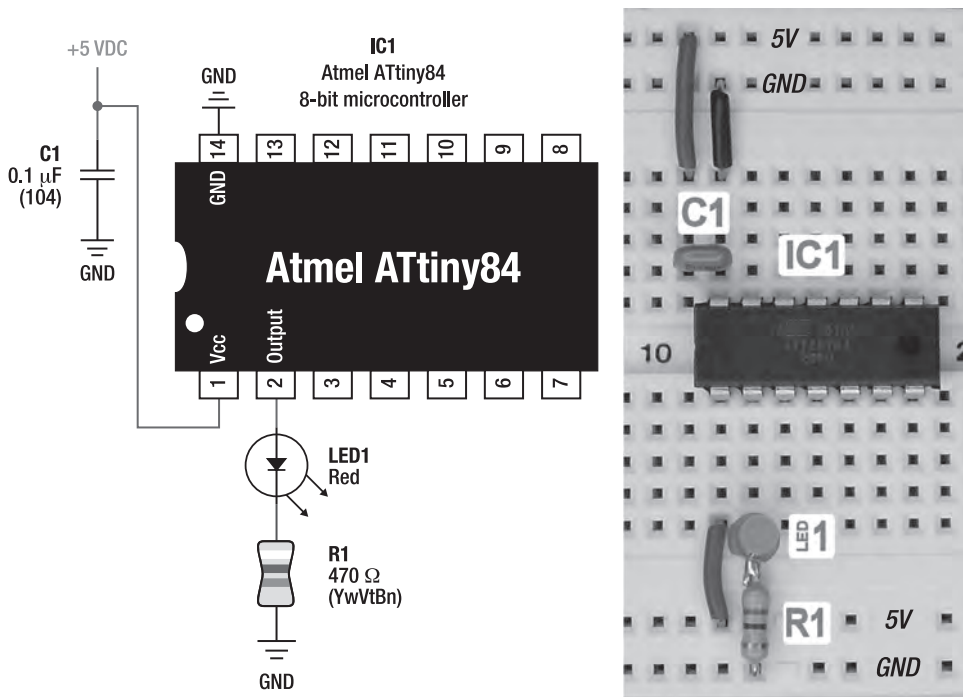 +5 VDC
C1
0.1 µF
(104)
GND
GND
IC1
Atmel ATtiny84
8-bit microcontroller
14
13
12
11
10
9
8
GND
Atmel ATtiny84
Vcc
Output
1
2
3
4
5
6
7
LED1
Red
R1
470 Ω
(YwVtBn)
GND
5V
GND
C1
IC1
10
2
LED1
R1
5V
GND